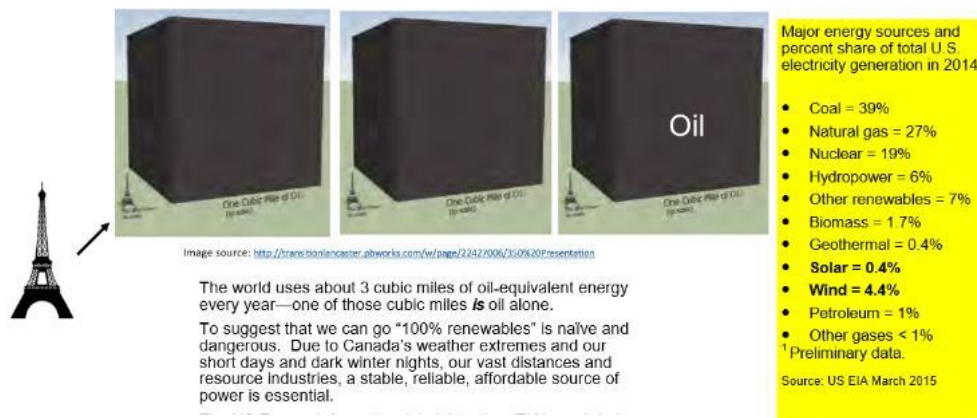 One Cubic Mile of Oil
(to scale)
One Cubic Mile of Oil
(to scale)
Oil
One Cubic Mile of Oil
(to scale)
Image source: http://transitionlancaster.pbworks.com/w/page/22427006/350%20Presentation
The world uses about 3 cubic miles of oil-equivalent energy
every year—one of those cubic miles is oil alone.
To suggest that we can go “100% renewables” is naïve and
dangerous. Due to Canada’s weather extremes and our
short days and dark winter nights, our vast distances and
resource industries, a stable, reliable, affordable source of
power is essential.
Major energy sources and
percent share of total U.S.
electricity generation in 2014
• Coal = 39%
• Natural gas = 27%
• Nuclear = 19%
• Hydropower = 6%
• Other renewables = 7%
• Biomass = 1.7%
• Geothermal = 0.4%
• Solar = 0.4%
• Wind = 4.4%
• Petroleum = 1%
• Other gases < 1%
¹ Preliminary data.
Source: US EIA March 2015